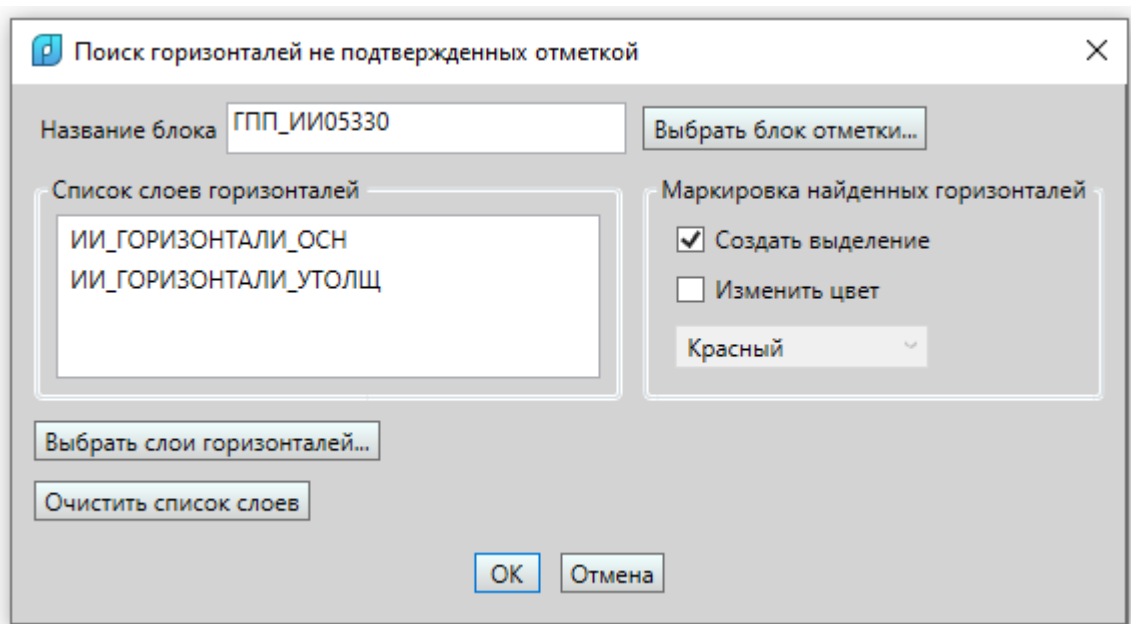 Поиск горизонталей не подтвержденных отметкой
Название блока ГПП_ИИ05330 Выбрать блок отметки...
Список слоев горизонталей
ИИ_ГОРИЗОНТАЛИ_ОСН
ИИ_ГОРИЗОНТАЛИ_УТОЛЩ
Маркировка найденных горизонталей
Создать выделение
Изменить цвет
Красный
Выбрать слои горизонталей...
Очистить список слоев
ОК Отмена